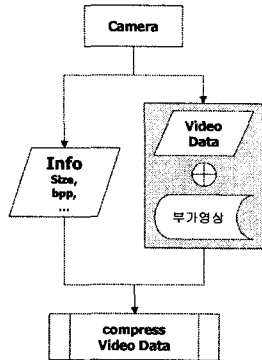 Camera
Video
Data
Info
Size,
bpp,
...
부가영상
compress
Video Data